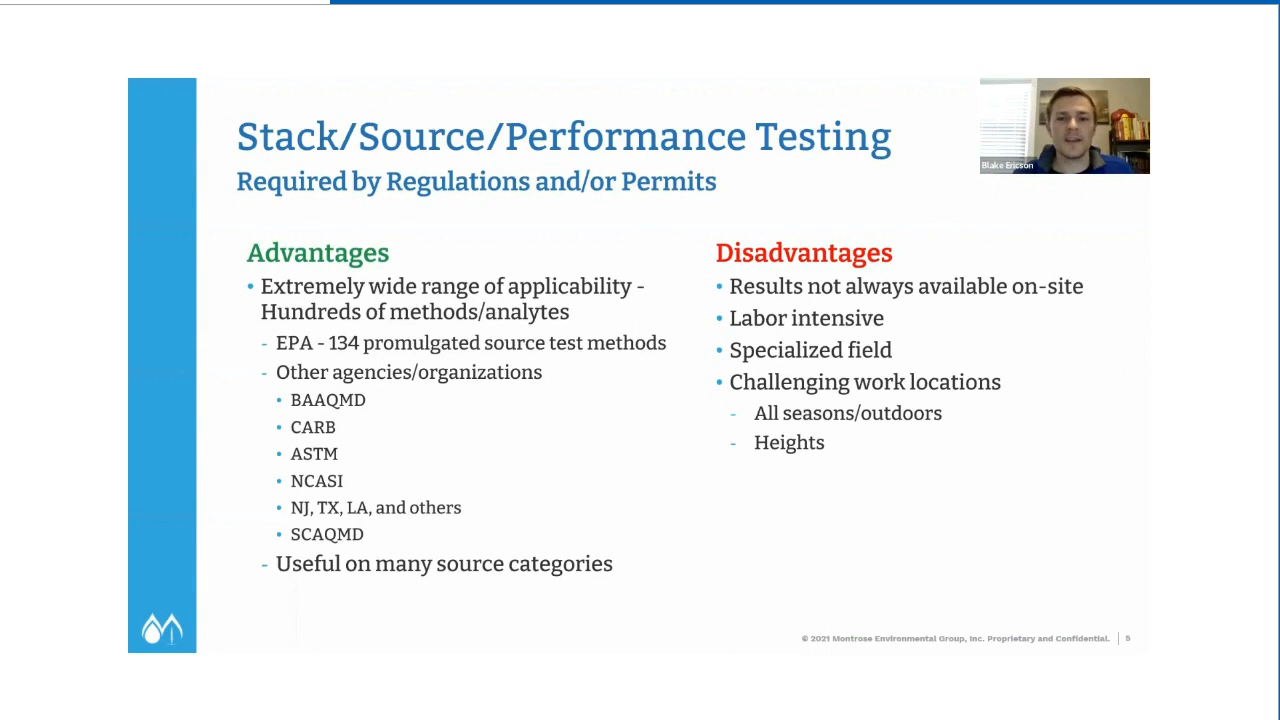 Stack/Source/Performance Testing
Required by Regulations and/or Permits
Blake Ericson
Advantages
• Extremely wide range of applicability -
Hundreds of methods/analytes
- EPA - 134 promulgated source test methods
- Other agencies/organizations
• BAAQMD
• CARB
• ASTM
• NCASI
• NJ, TX, LA, and others
• SCAQMD
- Useful on many source categories
Disadvantages
• Results not always available on-site
• Labor intensive
• Specialized field
• Challenging work locations
- All seasons/outdoors
- Heights
© 2021 Montrose Environmental Group, Inc. Proprietary and Confidential. | 5